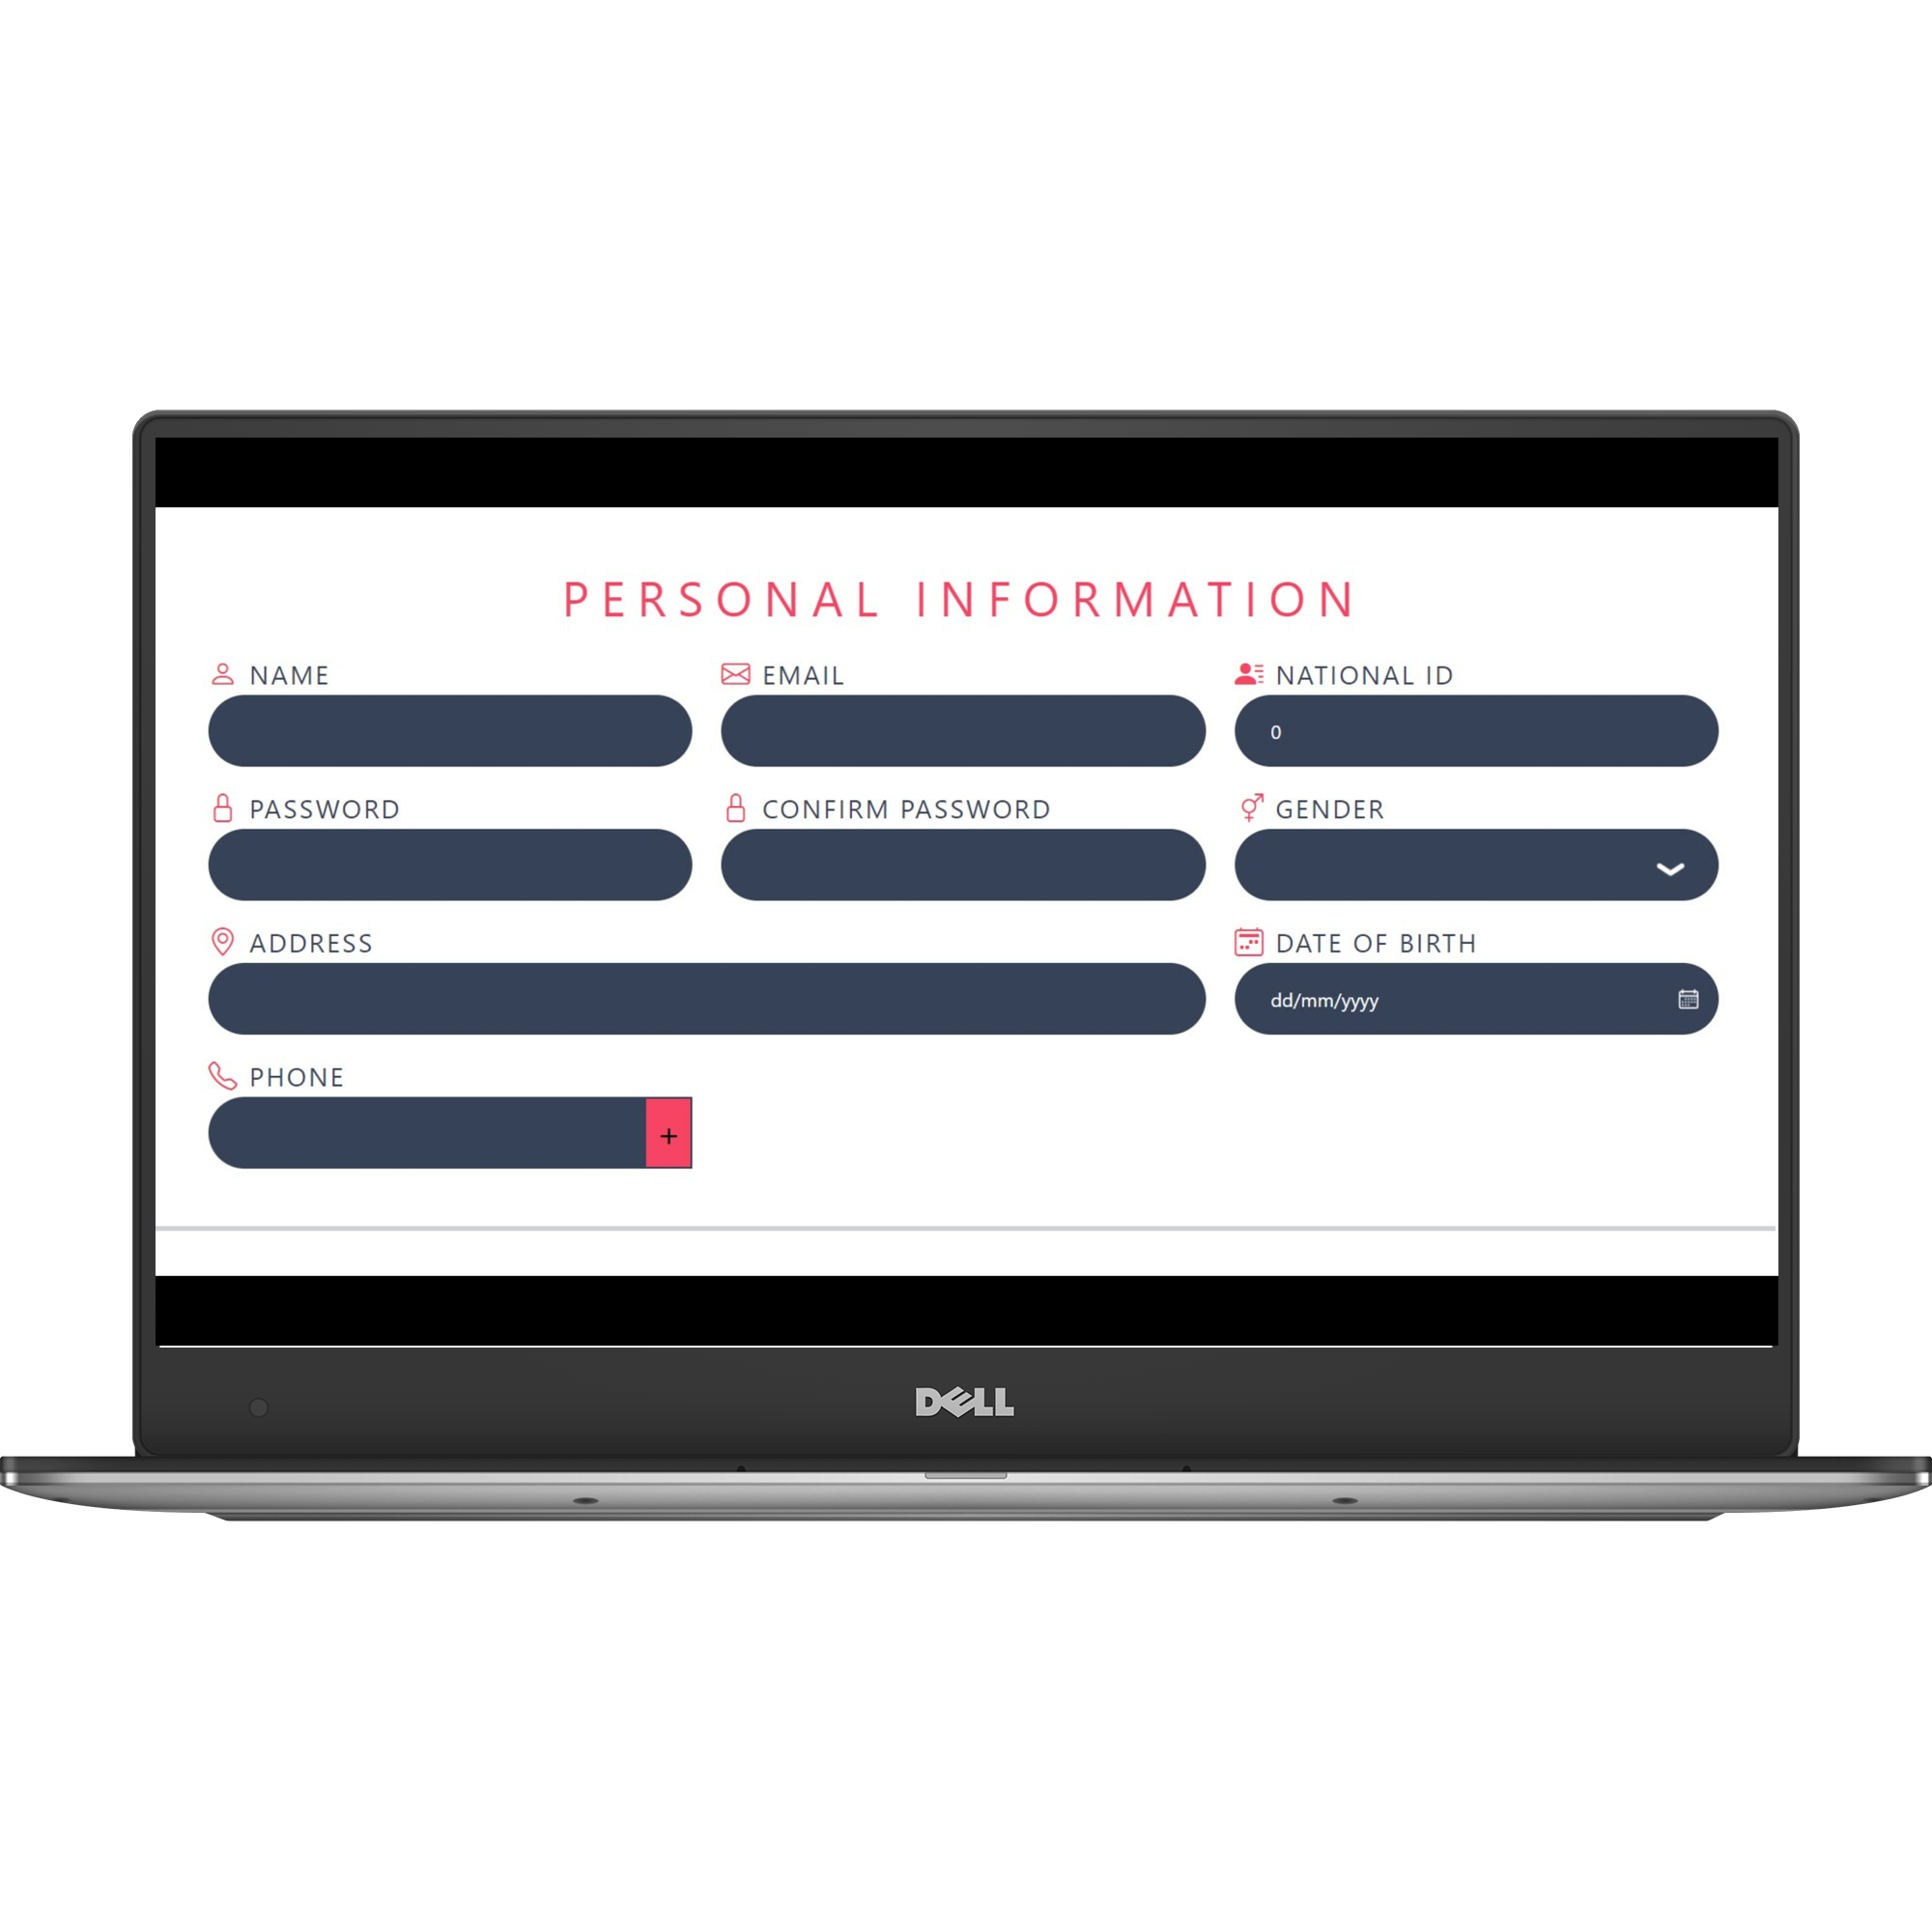 PERSONAL INFORMATION
NAME EMAIL NATIONAL ID
0
PASSWORD CONFIRM PASSWORD GENDER
ADDRESS DATE OF BIRTH
dd/mm/yyyy
PHONE
+
DELL